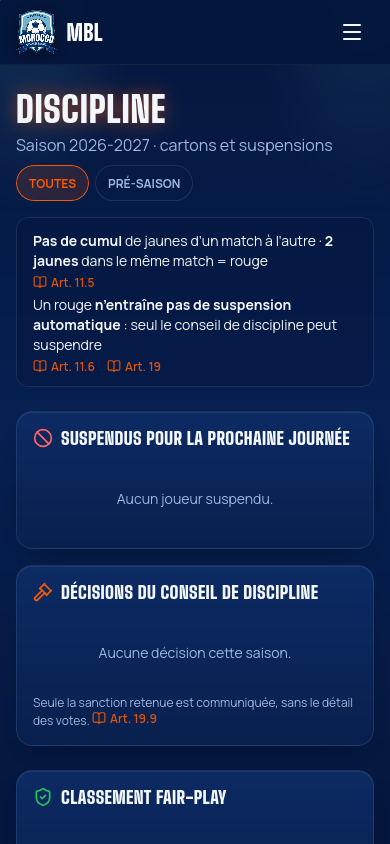 MOROCCO
MBL
DISCIPLINE
Saison 2026-2027 · cartons et suspensions
TOUTES
PRÉ-SAISON
Pas de cumul de jaunes d'un match à l'autre · 2
jaunes dans le même match = rouge
Art. 11.5
Un rouge n'entraîne pas de suspension
automatique : seul le conseil de discipline peut
suspendre
Art. 11.6 Art. 19
SUSPENDUS POUR LA PROCHAINE JOURNÉE
Aucun joueur suspendu.
DÉCISIONS DU CONSEIL DE DISCIPLINE
Aucune décision cette saison.
Seule la sanction retenue est communiquée, sans le détail
des votes. Art. 19.9
CLASSEMENT FAIR-PLAY